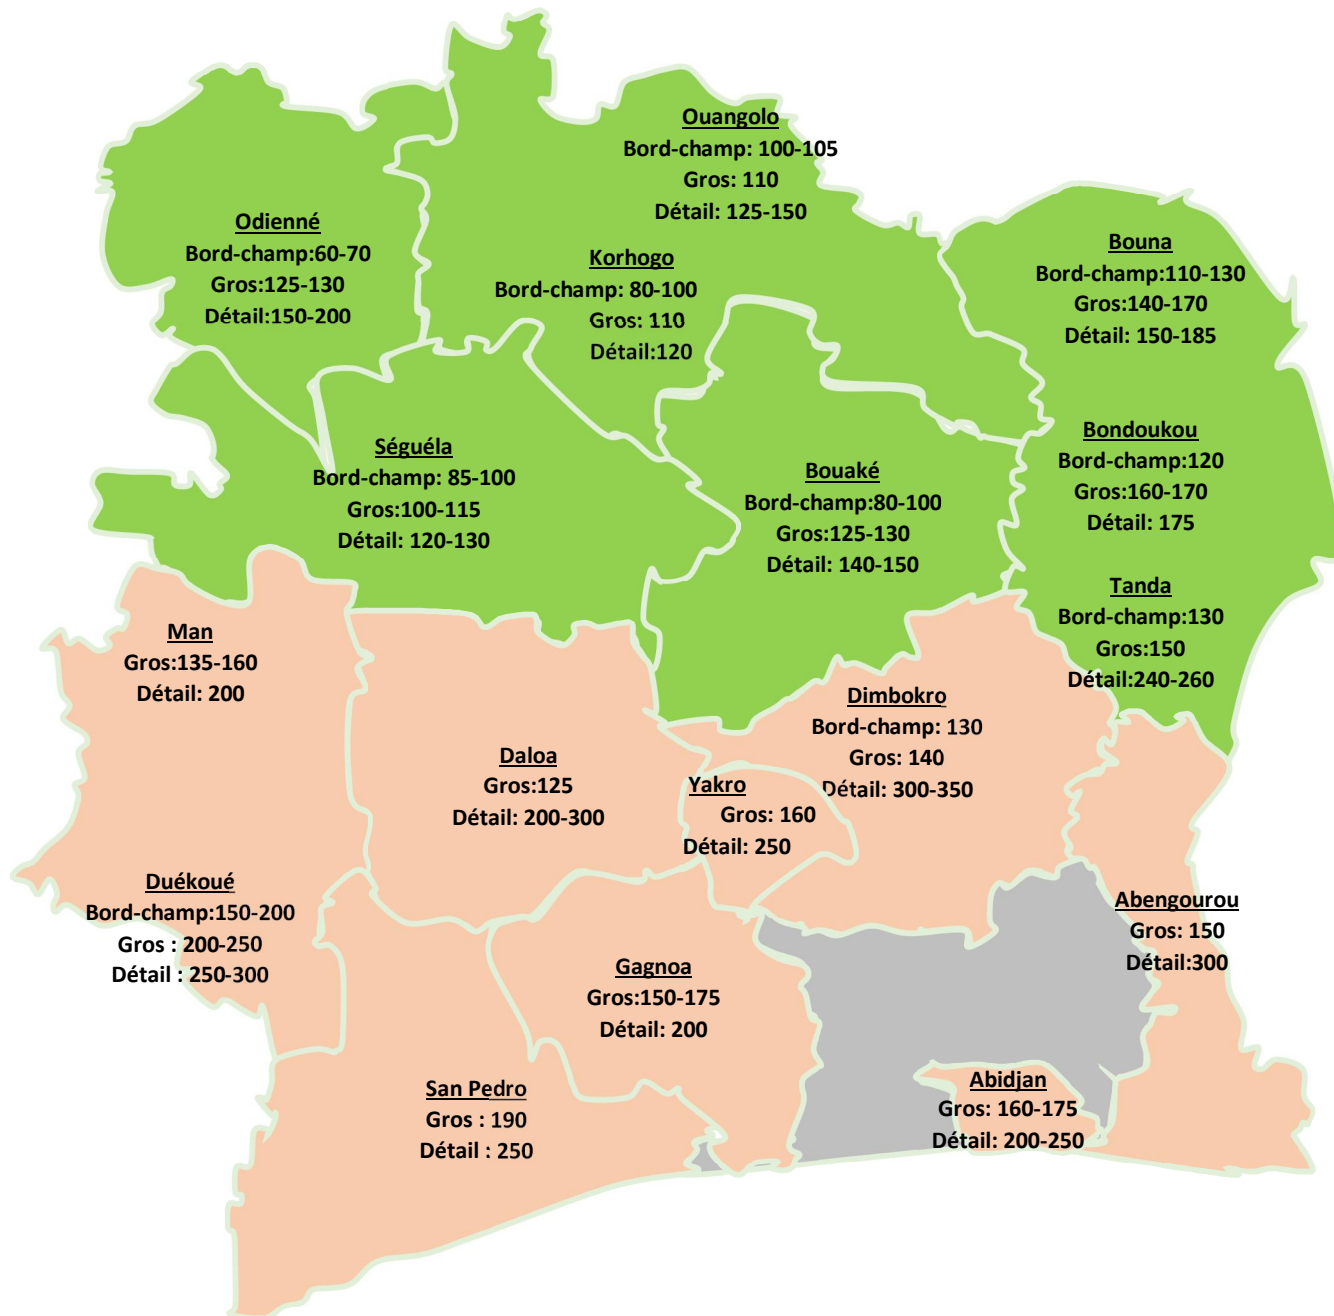 Ouangolo
Bord-champ: 100-105
Gros: 110
Détail: 125-150
Odienné
Bord-champ:60-70
Gros:125-130
Détail:150-200
Korhogo
Bord-champ: 80-100
Gros: 110
Détail:120
Bouna
Bord-champ:110-130
Gros:140-170
Détail: 150-185
Séguéla
Bord-champ: 85-100
Gros:100-115
Détail: 120-130
Bouaké
Bord-champ:80-100
Gros:125-130
Détail: 140-150
Bondoukou
Bord-champ:120
Gros:160-170
Détail: 175
Tanda
Bord-champ:130
Gros:150
Détail:240-260
Man
Gros:135-160
Détail: 200
Dimbokro
Bord-champ: 130
Gros: 140
Détail: 300-350
Daloa
Gros:125
Détail: 200-300
Yakro
Gros: 160
Détail: 250
Duékoué
Bord-champ:150-200
Gros : 200-250
Détail : 250-300
Abengourou
Gros: 150
Détail:300
Gagnoa
Gros:150-175
Détail: 200
San Pedro
Gros : 190
Détail : 250
Abidjan
Gros: 160-175
Détail: 200-250